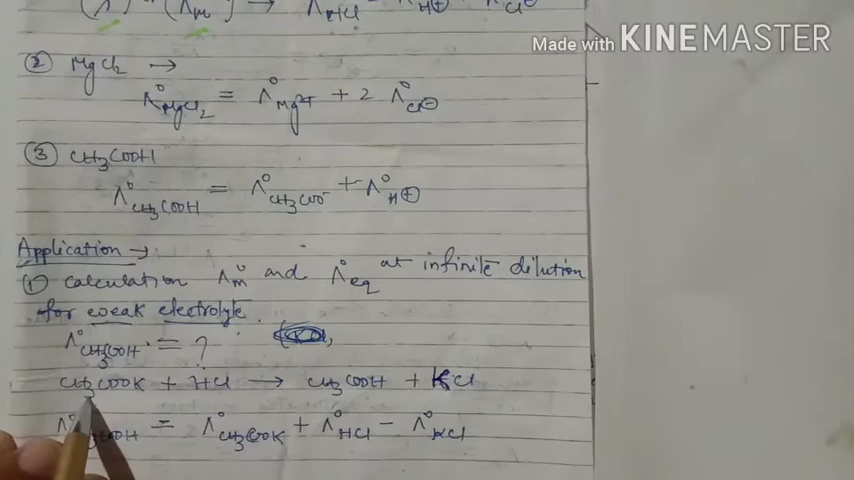 Made with KINEMASTER
→ Λ°HCl
② MgCl2 →
Λ°MgCl2 = Λ°Mg2+ + 2 Λ°Cl⊖
③ CH3COOH
Λ°CH3COOH = Λ°CH3COO- + Λ°H⊕
Application →
① calculation Λ°m and Λ°eq at infinite dilution
for weak electrolyte.
Λ°CH3COOH = ?
CH3COOK + HCl → CH3COOH + KCl
Λ°CH3COOH = Λ°CH3COOK + Λ°HCl - Λ°KCl